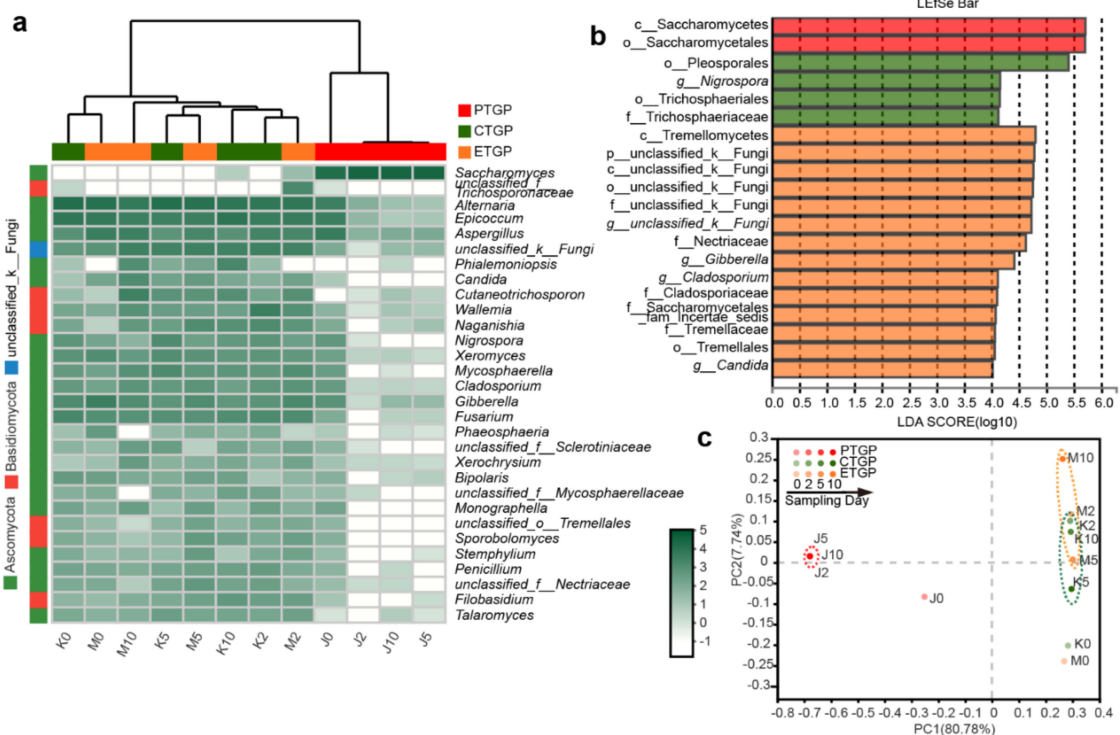 a
PTGP
CTGP
ETGP
Saccharomyces
unclassified_f__
Trichosporonaceae
Alternaria
Epicoccum
Aspergillus
unclassified_k__Fungi
Phialemoniopsis
Candida
Cutaneotrichosporon
Wallemia
Naganishia
Nigrospora
Xeromyces
Mycosphaerella
Cladosporium
Gibberella
Fusarium
Phaeosphaeria
unclassified_f__Sclerotiniaceae
Xerochrysium
Bipolaris
unclassified_f__Mycosphaerellaceae
Monographella
unclassified_o__Tremellales
Sporobolomyces
Stemphylium
Penicillium
unclassified_f__Nectriaceae
Filobasidium
Talaromyces
Ascomycota Basidiomycota unclassified_k__Fungi
K0 M0 M10 K5 M5 K10 K2 M2 J0 J2 J10 J5
5
4
3
2
1
0
-1
b
LEfSe Bar
c__Saccharomycetes
o__Saccharomycetales
o__Pleosporales
g__Nigrospora
o__Trichosphaeriales
f__Trichosphaeriaceae
c__Tremellomycetes
p__unclassified_k__Fungi
c__unclassified_k__Fungi
o__unclassified_k__Fungi
f__unclassified_k__Fungi
g__unclassified_k__Fungi
f__Nectriaceae
g__Gibberella
g__Cladosporium
f__Cladosporiaceae
f__Saccharomycetales
_fam_Incertae_sedis
f__Tremellaceae
o__Tremellales
g__Candida
0.0 0.5 1.0 1.5 2.0 2.5 3.0 3.5 4.0 4.5 5.0 5.5 6.0
LDA SCORE(log10)
c
0.3
0.25
0.2
0.15
0.1
0.05
0
-0.05
-0.1
-0.15
-0.2
-0.25
-0.3
PC2(7.74%)
PTGP
CTGP
ETGP
0 2 5 10
Sampling Day
M10
M2
K2
K10
M5
K5
K0
M0
J5
J10
J2
J0
-0.8 -0.7 -0.6 -0.5 -0.4 -0.3 -0.2 -0.1 0 0.1 0.2 0.3 0.4
PC1(80.78%)